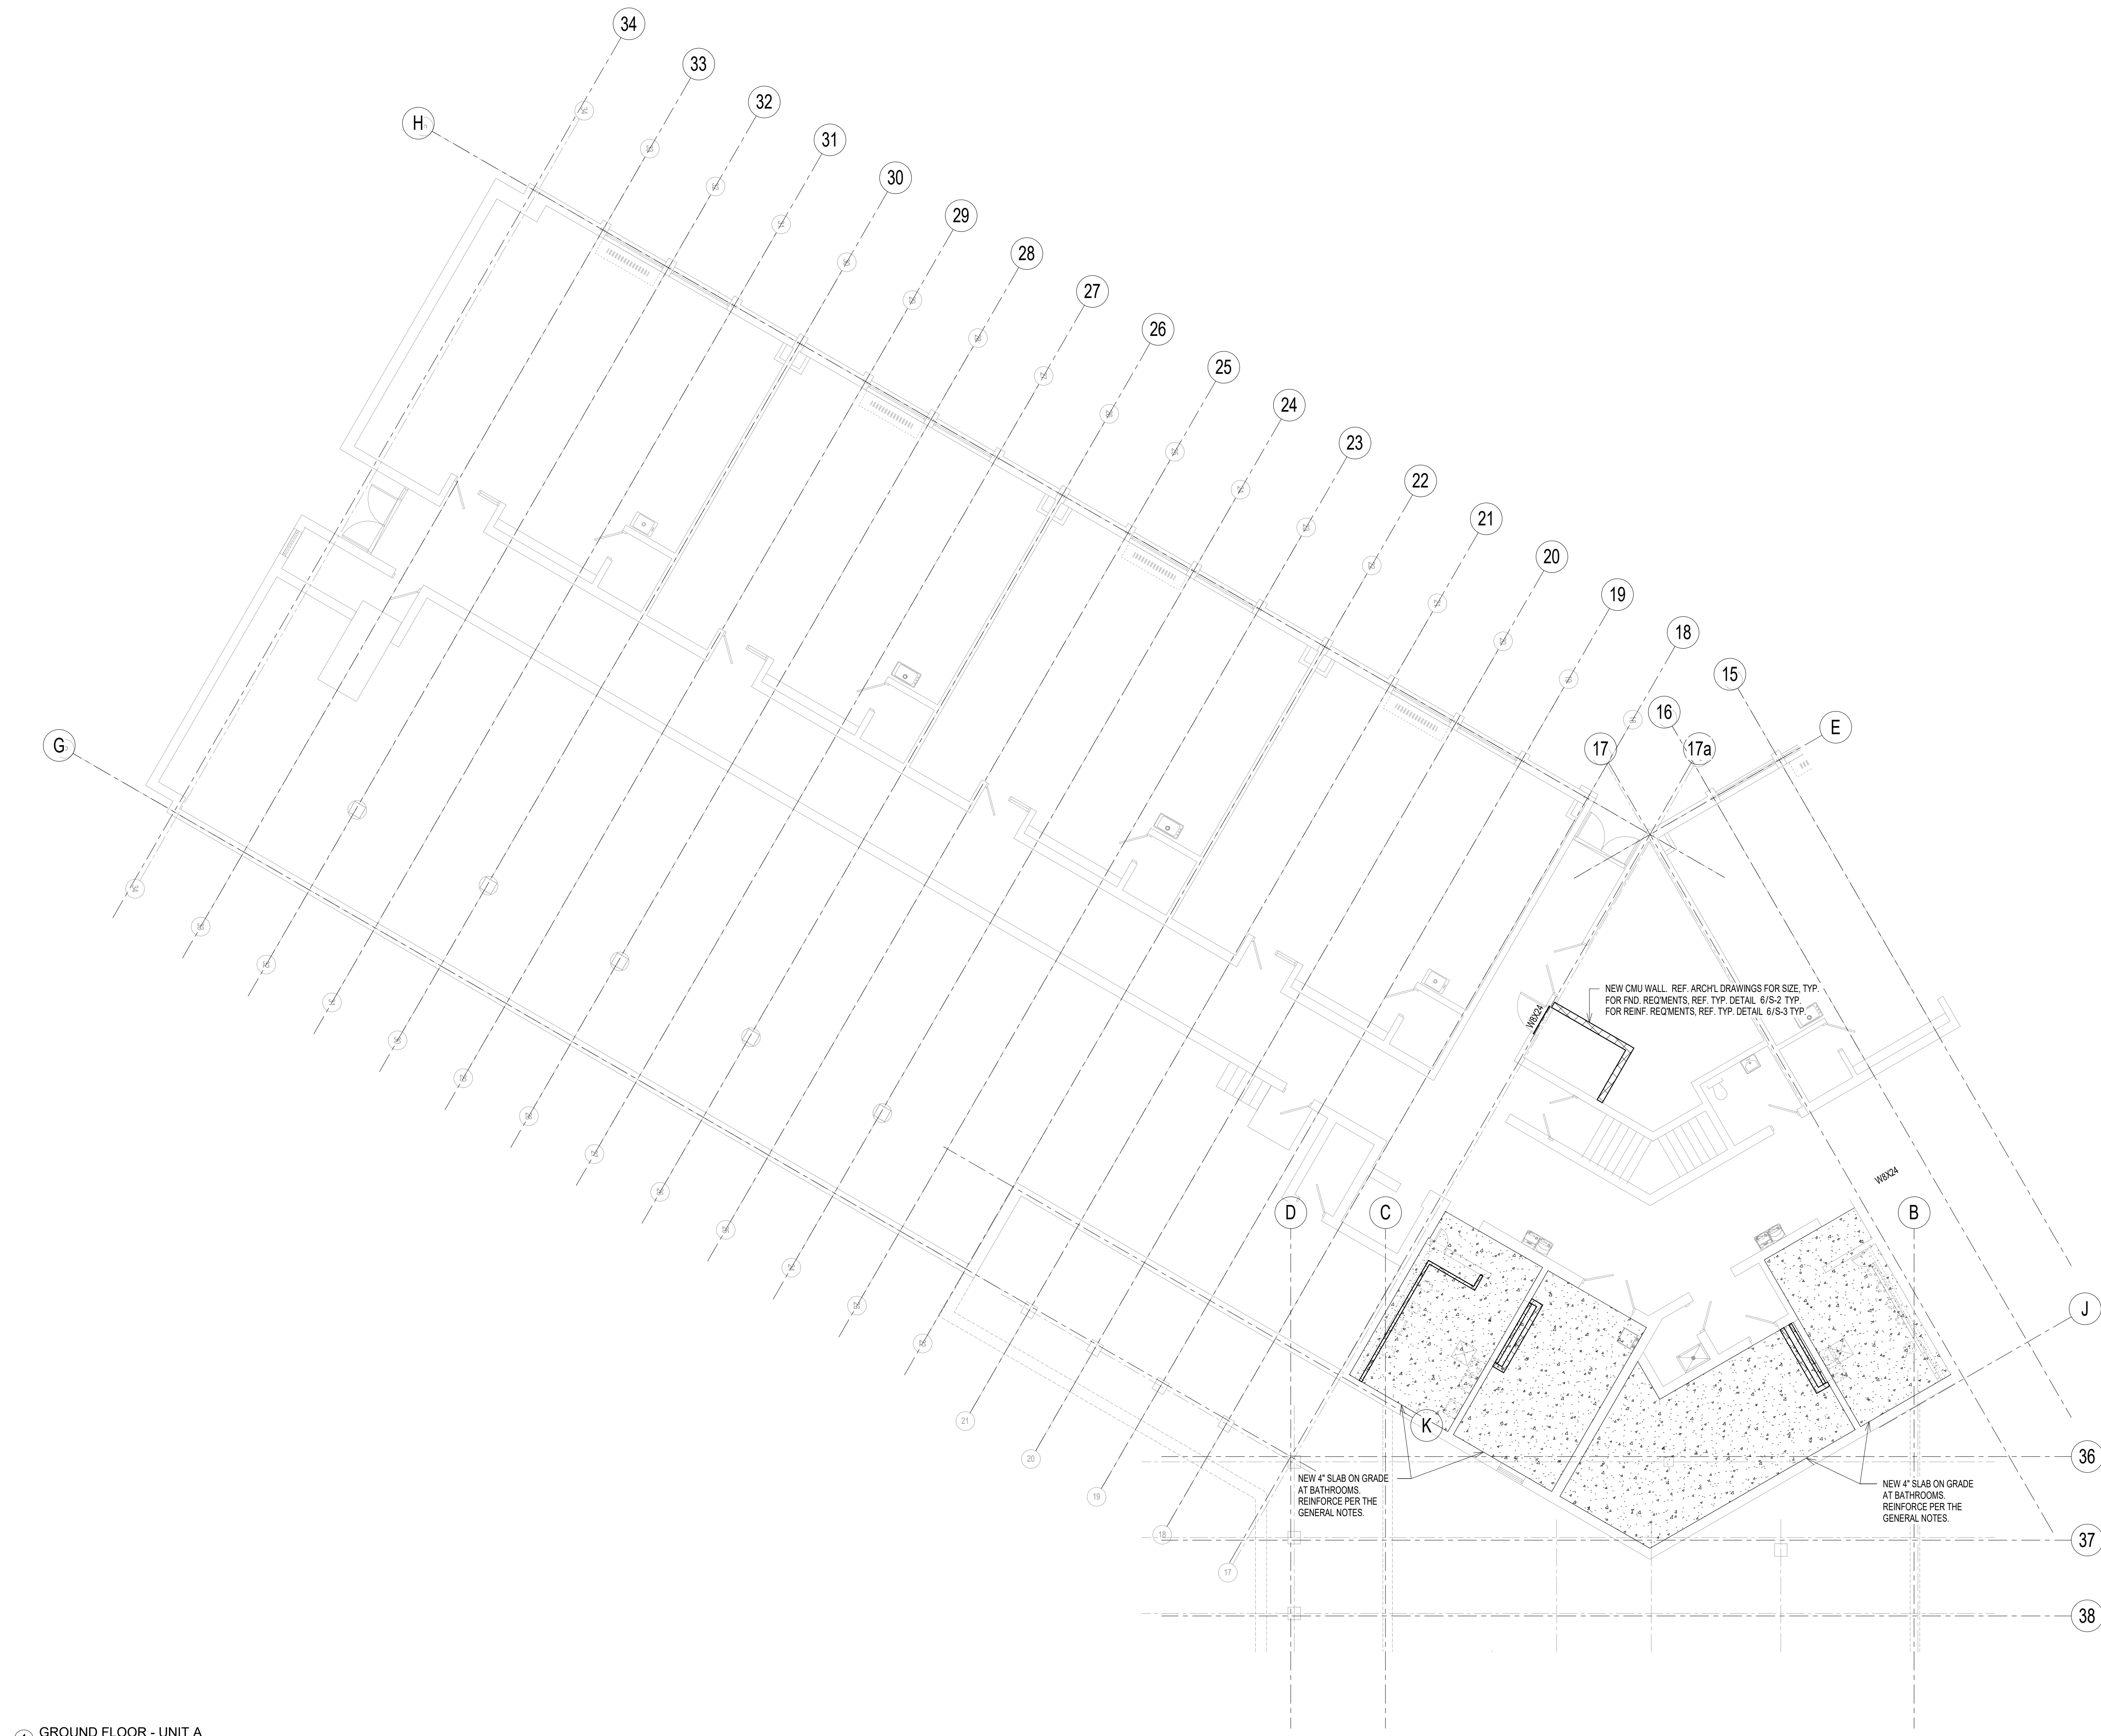 34
33
32
31
30
29
28
27
26
25
24
23
22
21
20
19
18
15
16
17
17a
E
H
G
NEW CMU WALL. REF. ARCH'L DRAWINGS FOR SIZE, TYP.
FOR FND. REQ'MENTS, REF. TYP. DETAIL 6/S-2 TYP.
FOR REINF. REQ'MENTS, REF. TYP. DETAIL 6/S-3 TYP.
W8X24
W8X24
D
C
B
J
K
36
37
38
NEW 4" SLAB ON GRADE
AT BATHROOMS.
REINFORCE PER THE
GENERAL NOTES.
NEW 4" SLAB ON GRADE
AT BATHROOMS.
REINFORCE PER THE
GENERAL NOTES.
21
20
19
18
17
GROUND FLOOR - UNIT A